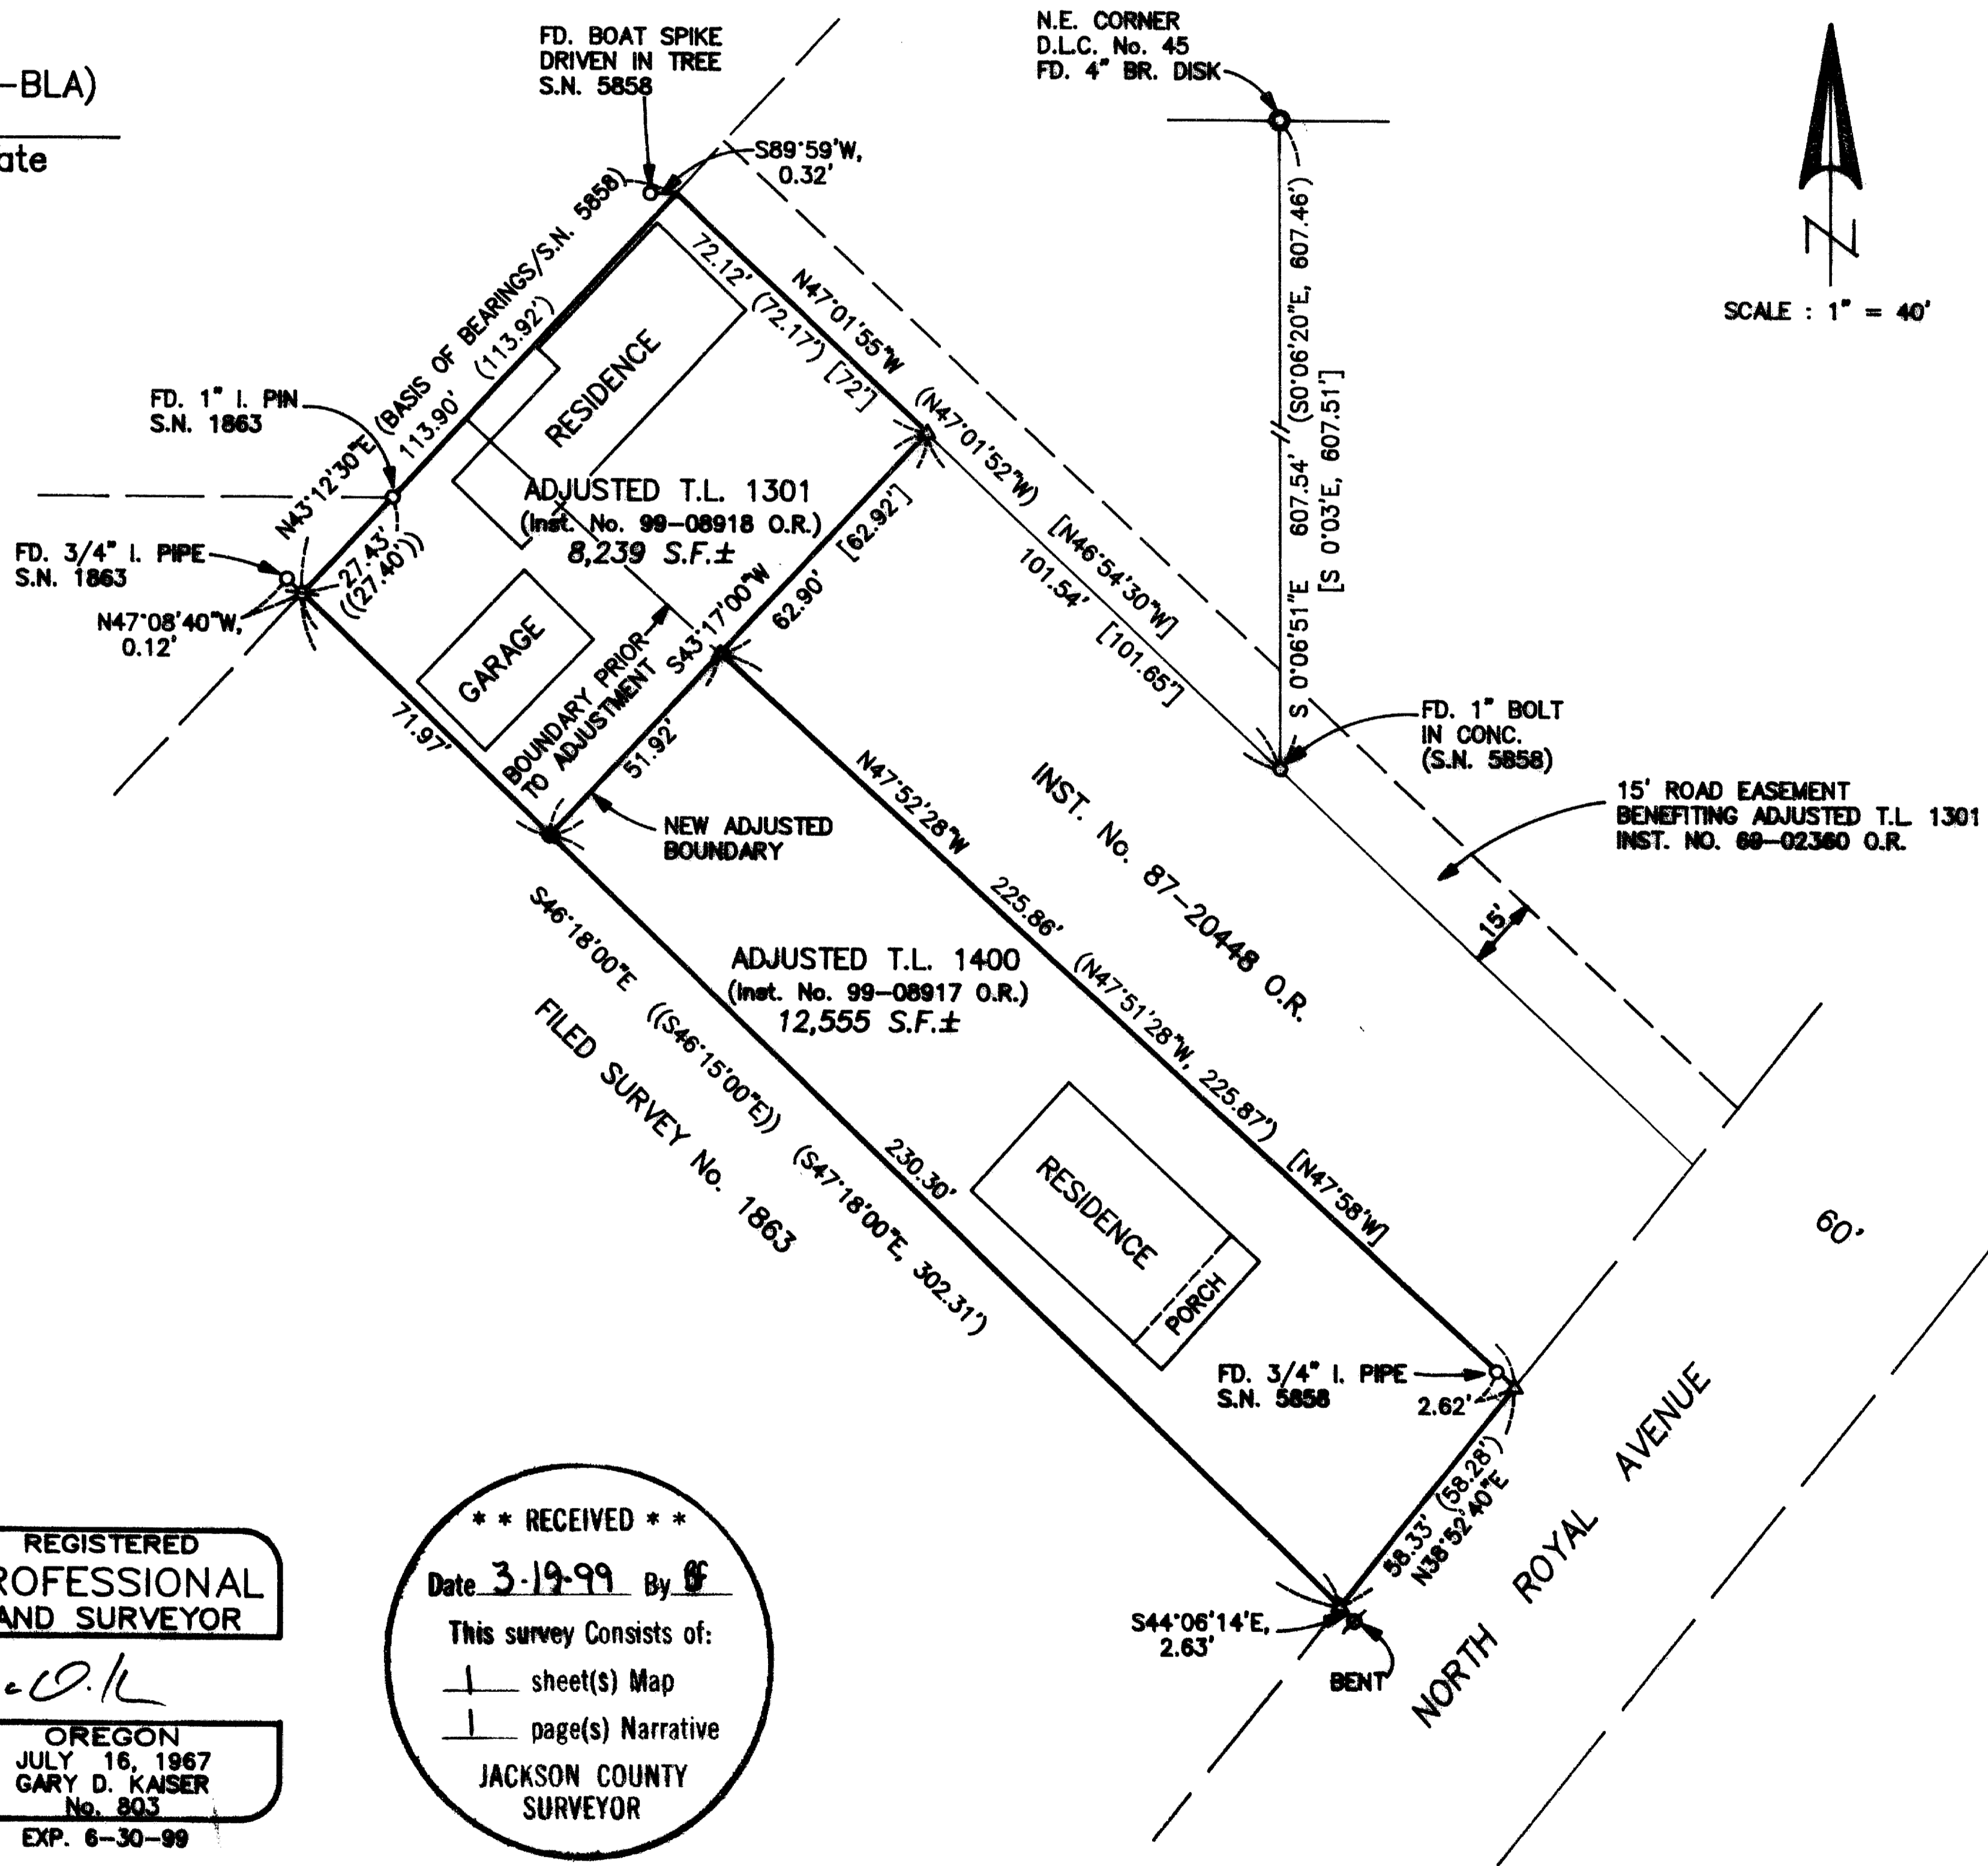 -BLA)
ate
FD. BOAT SPIKE
DRIVEN IN TREE
S.N. 5858
S89°59'W,
0.32'
N.E. CORNER
D.L.C. No. 45
FD. 4" BR. DISK
N
SCALE : 1" = 40'
N43°12'30"E (BASIS OF BEARINGS/S.N. 5858)
113.90' (113.92')
72.12' (72.17') [72']
N47°01'55"W (N47°01'52"W) [N46°54'30"W]
101.54' [101.65']
S 0°06'51"E 607.54' (S0°06'20"E, 607.46')
[S 0°03'E, 607.51']
FD. 1" I. PIN
S.N. 1863
RESIDENCE
ADJUSTED T.L. 1301
(Inst. No. 99-08918 O.R.)
8,239 S.F.±
FD. 3/4" I. PIPE
S.N. 1863
27.43'
((27.40'))
N47°08'40"W,
0.12'
GARAGE
71.97'
BOUNDARY PRIOR
TO ADJUSTMENT
S43°17'00"W
62.90' [62.92']
51.92'
NEW ADJUSTED
BOUNDARY
FD. 1" BOLT
IN CONC.
(S.N. 5858)
15' ROAD EASEMENT
BENEFITING ADJUSTED T.L. 1301
INST. NO. 69-02360 O.R.
15'
INST. No. 87-20448 O.R.
N47°52'28"W 225.86' (N47°51'28"W, 225.87') [N47°58'W]
ADJUSTED T.L. 1400
(Inst. No. 99-08917 O.R.)
12,555 S.F.±
S46°18'00"E ((S46°15'00"E)) (S47°18'00"E, 302.31')
230.30'
FILED SURVEY No. 1863
RESIDENCE
PORCH
60'
FD. 3/4" I. PIPE
S.N. 5858
2.62'
58.33' (58.28')
N38°52'40"E
NORTH ROYAL AVENUE
S44°06'14"E,
2.63'
BENT
REGISTERED
ROFESSIONAL
AND SURVEYOR
OREGON
JULY 16, 1967
GARY D. KAISER
No. 803
EXP. 6-30-99
* * RECEIVED * *
Date 3-19-99 By
This survey Consists of:
1 sheet(s) Map
1 page(s) Narrative
JACKSON COUNTY
SURVEYOR